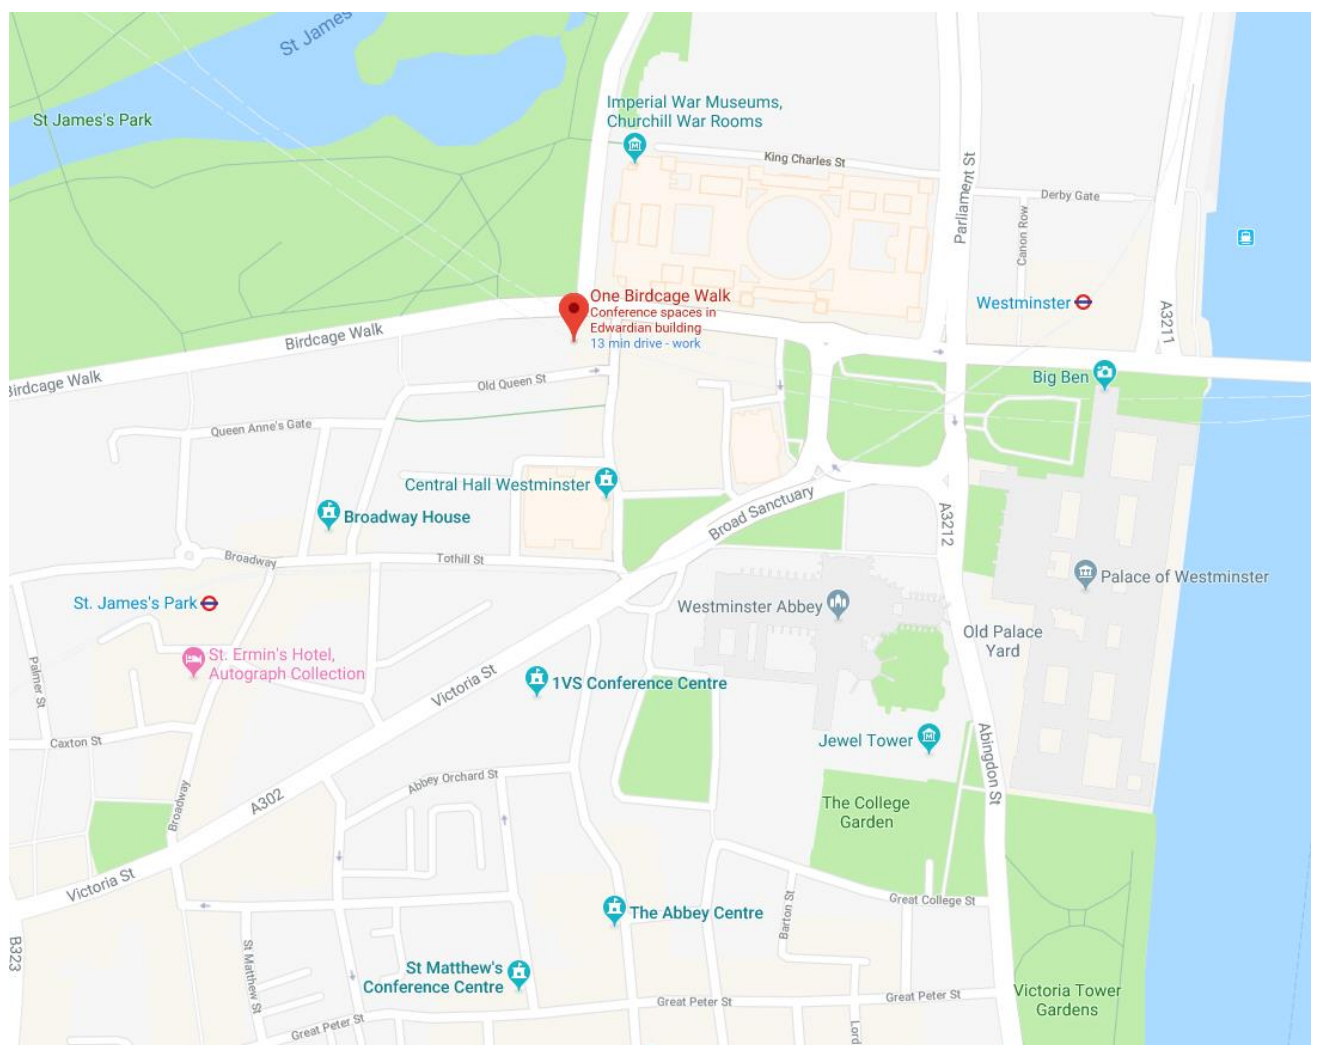 St James
St James's Park
Imperial War Museums,
Churchill War Rooms
King Charles St
Parliament St
Derby Gate
Canon Row
Westminster
A3211
One Birdcage Walk
Conference spaces in
Edwardian building
13 min drive - work
Birdcage Walk
Birdcage Walk
Old Queen St
Big Ben
Queen Anne's Gate
Central Hall Westminster
Broad Sanctuary
Broadway House
A3212
Broadway
Tothill St
Palace of Westminster
St. James's Park
Westminster Abbey
Old Palace
Yard
St. Ermin's Hotel,
Autograph Collection
Palmer St
Victoria St
1VS Conference Centre
Caxton St
Jewel Tower
Abingdon St
Abbey Orchard St
A302
Broadway
The College
Garden
Victoria St
Great College St
Barton St
The Abbey Centre
B323
St Matthew St
St Matthew's
Conference Centre
Great Peter St
Great Peter St
Great Peter St
Victoria Tower
Gardens
Lord